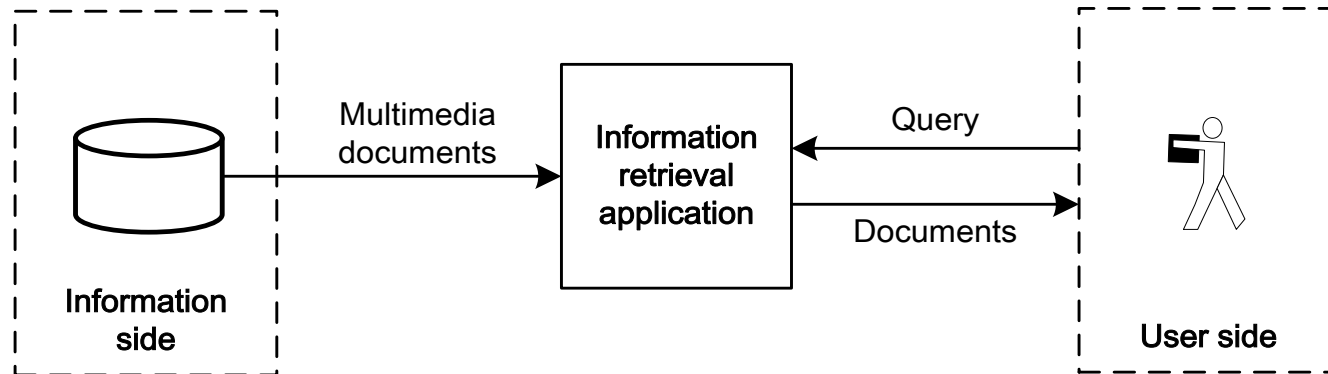 Information
side
Multimedia
documents
Information
retrieval
application
Query
Documents
User side